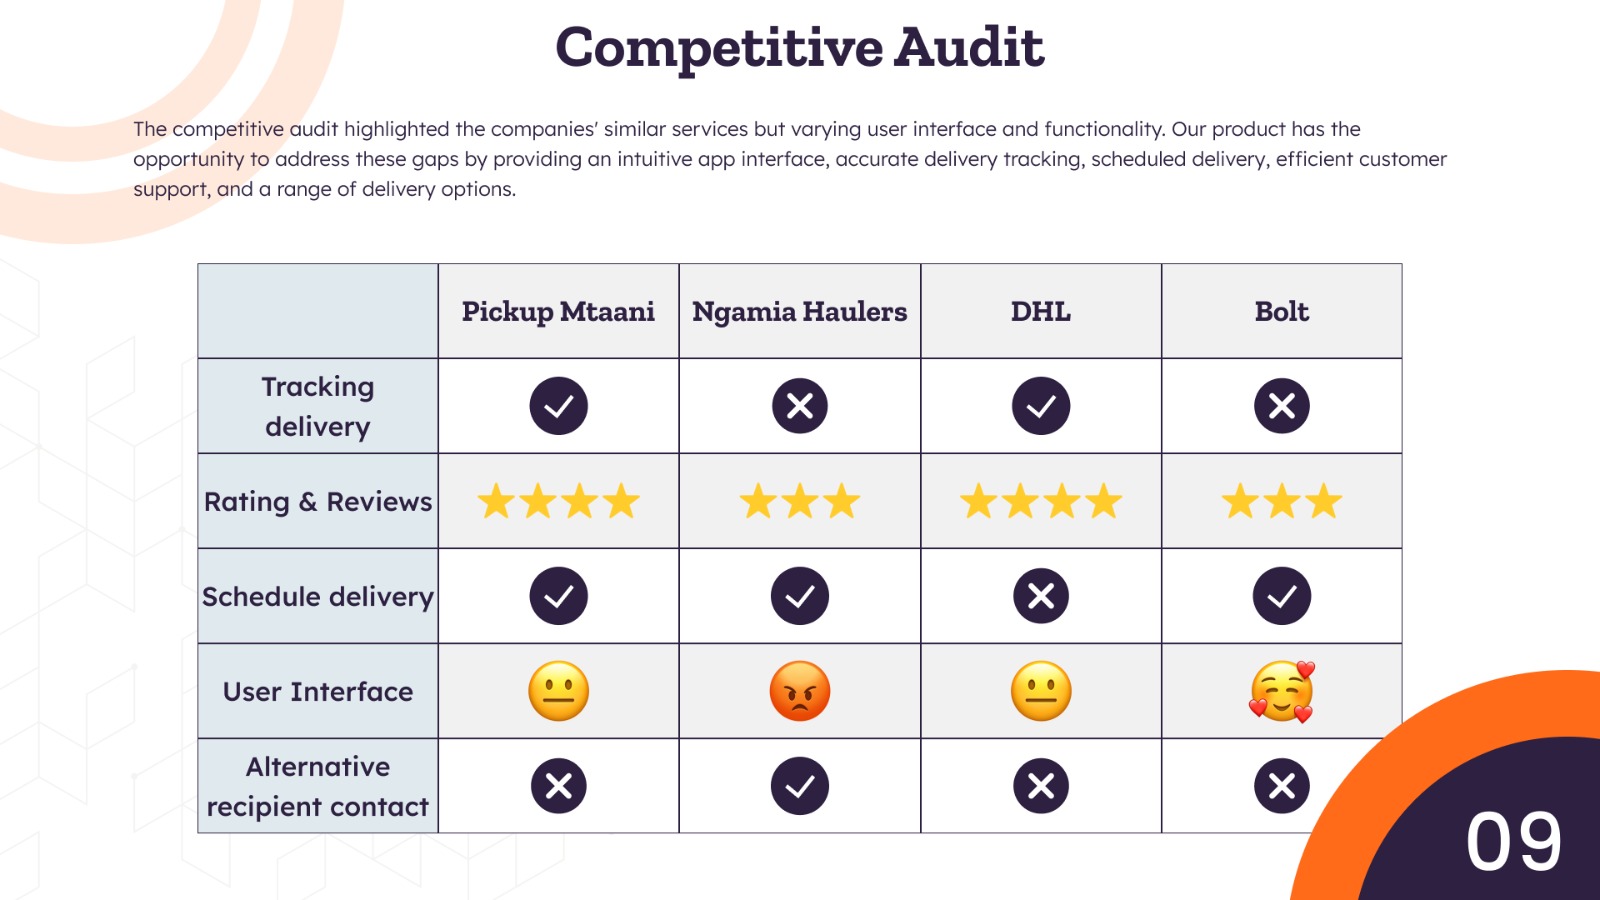 Competitive Audit
The competitive audit highlighted the companies' similar services but varying user interface and functionality. Our product has the
opportunity to address these gaps by providing an intuitive app interface, accurate delivery tracking, scheduled delivery, efficient customer
support, and a range of delivery options.
Pickup Mtaani
Ngamia Haulers
DHL
Bolt
Tracking
delivery
Rating & Reviews
Schedule delivery
User Interface
Alternative
recipient contact
09